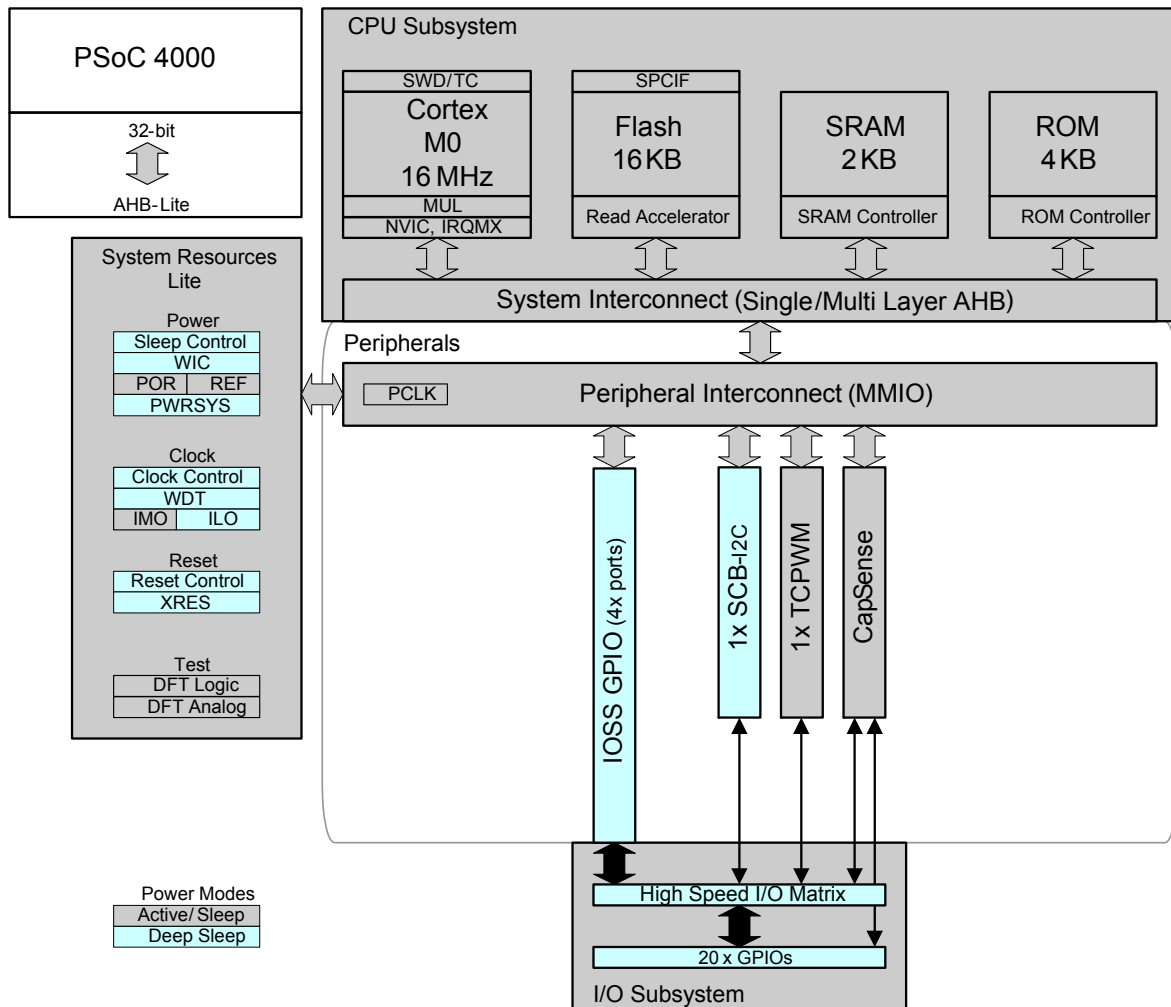 PSoC 4000
32-bit
AHB-Lite
CPU Subsystem
SWD/TC
Cortex
M0
16 MHz
MUL
NVIC, IRQMX
SPCIF
Flash
16 KB
Read Accelerator
SRAM
2 KB
SRAM Controller
ROM
4 KB
ROM Controller
System Interconnect (Single/Multi Layer AHB)
System Resources
Lite
Power
Sleep Control
WIC
POR REF
PWRSYS
Clock
Clock Control
WDT
IMO ILO
Reset
Reset Control
XRES
Test
DFT Logic
DFT Analog
Peripherals
PCLK
Peripheral Interconnect (MMIO)
IOSS GPIO (4x ports)
1x SCB-I2C
1x TCPWM
CapSense
High Speed I/O Matrix
20 x GPIOs
I/O Subsystem
Power Modes
Active/ Sleep
Deep Sleep